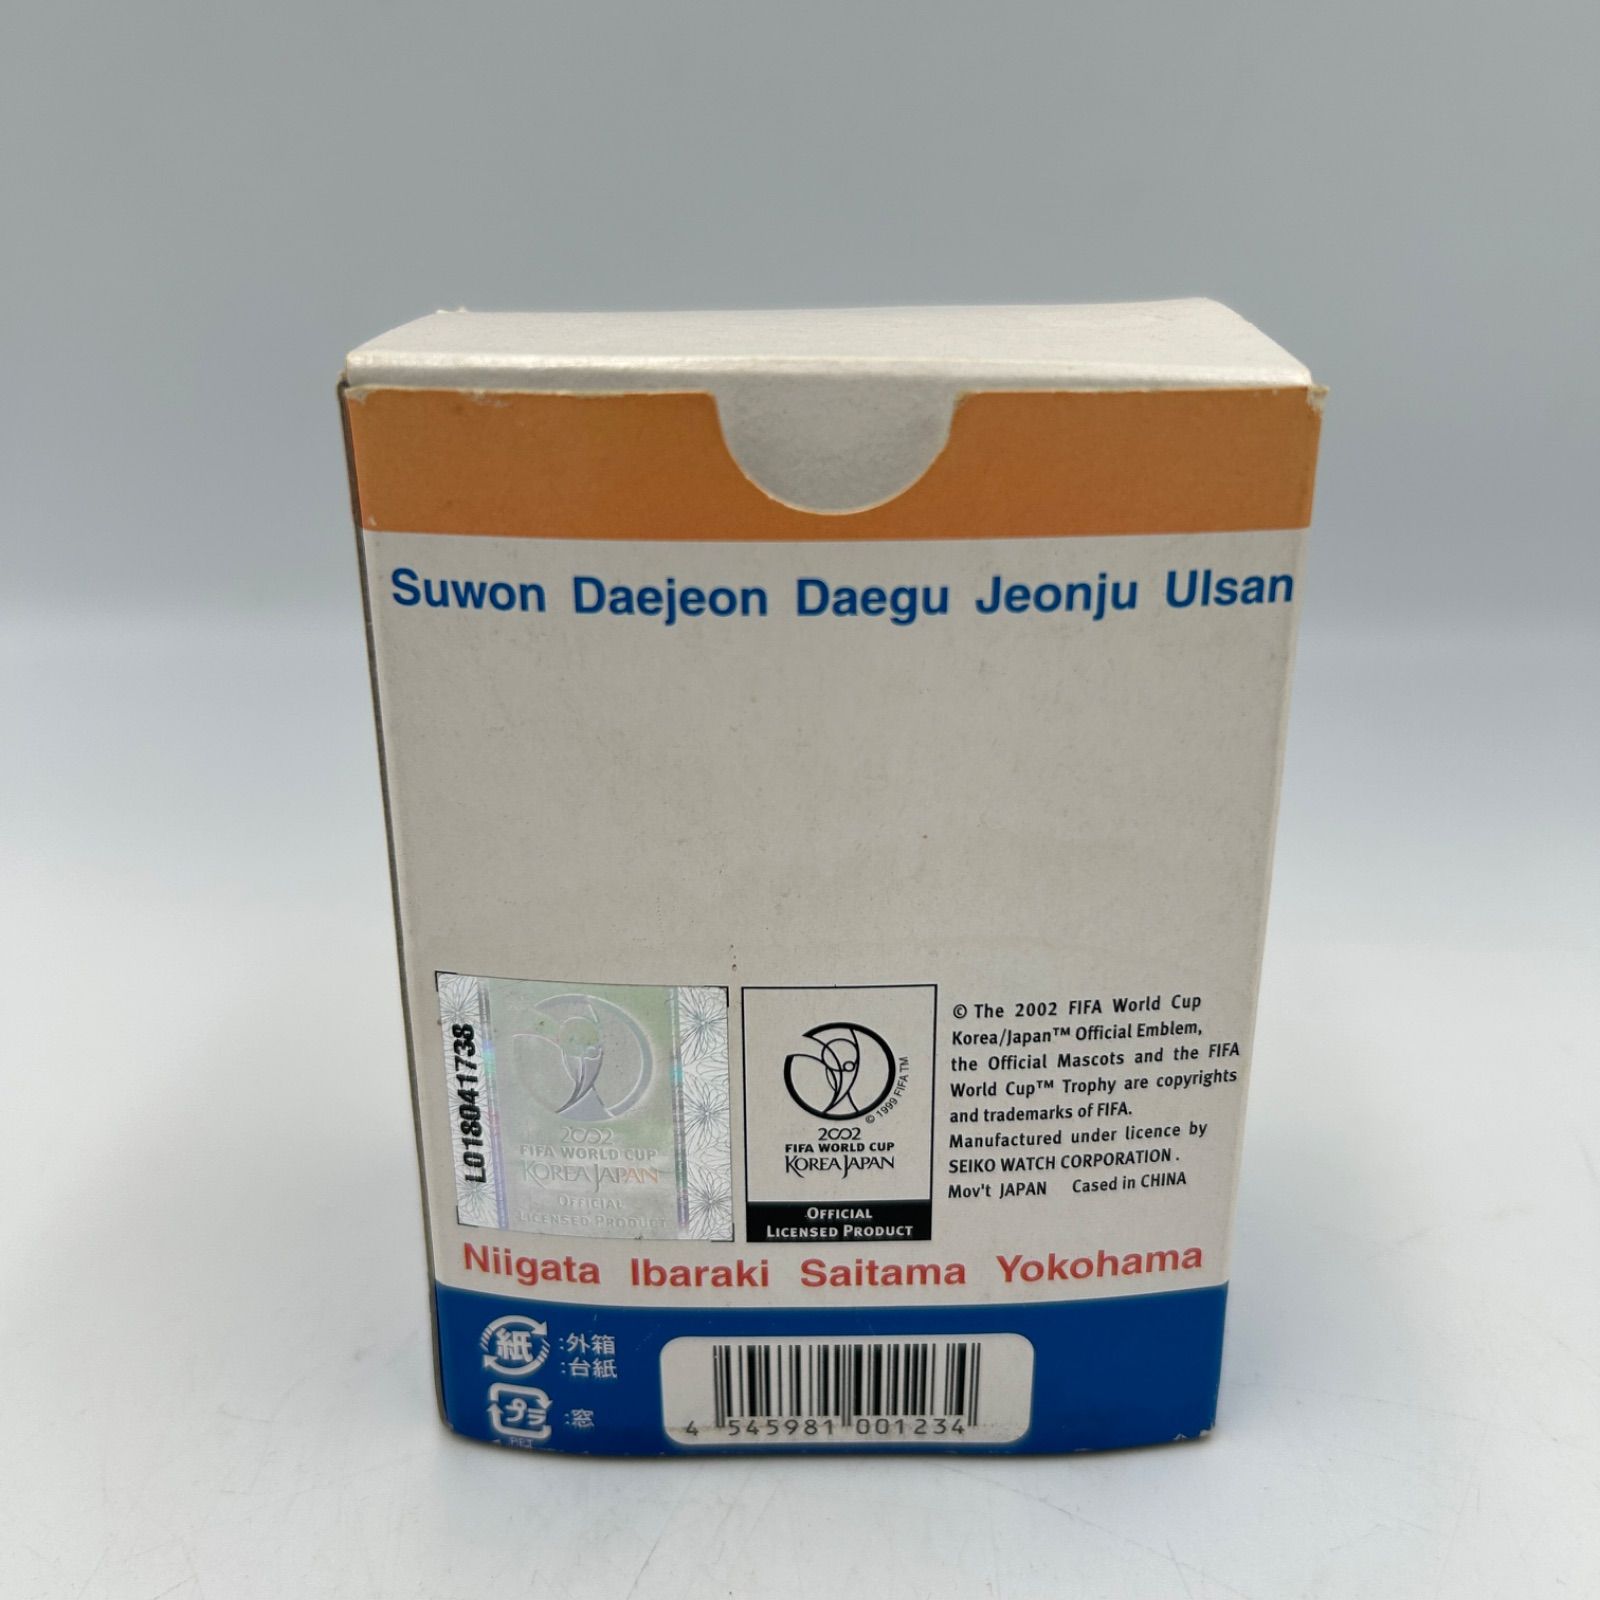 Suwon Daejeon Daegu Jeonju Ulsan
L018041738
2002
FIFA WORLD CUP
KOREA JAPAN
OFFICIAL
LICENSED PRODUCT
© 1999 FIFA TM
2002
FIFA WORLD CUP
KOREA JAPAN
OFFICIAL
LICENSED PRODUCT
© The 2002 FIFA World Cup
Korea/Japan™ Official Emblem,
the Official Mascots and the FIFA
World Cup™ Trophy are copyrights
and trademarks of FIFA.
Manufactured under licence by
SEIKO WATCH CORPORATION.
Mov't JAPAN Cased in CHINA
Niigata Ibaraki Saitama Yokohama
紙 :外箱
:台紙
プラ :窓
PET
4 545981 001234